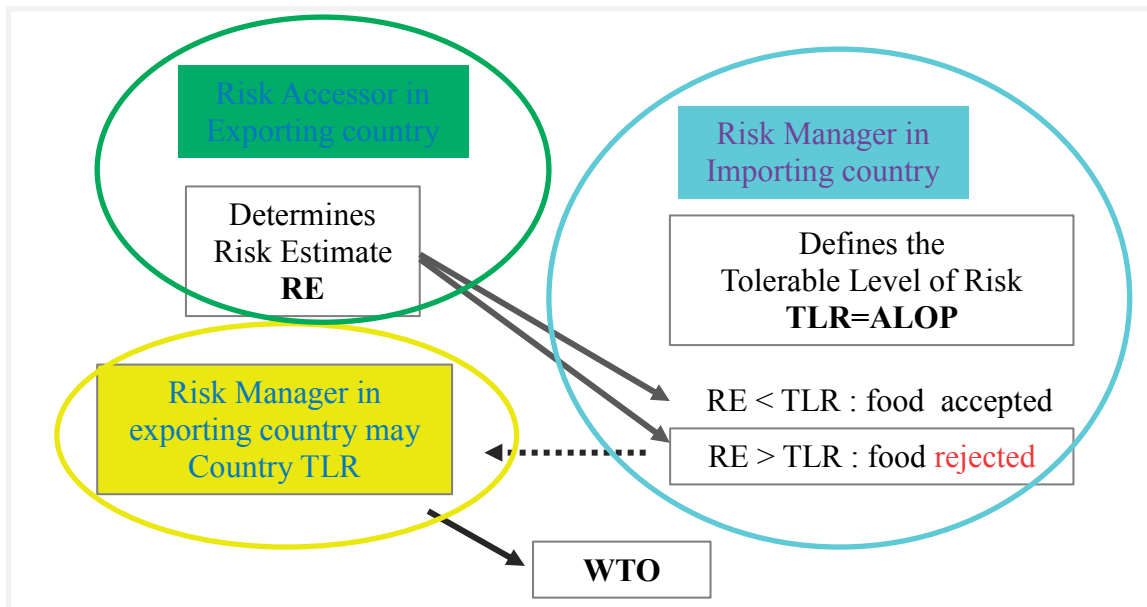 Risk Accessor in
Exporting country
Determines
Risk Estimate
RE
Risk Manager in
exporting country may
Country TLR
Risk Manager in
Importing country
Defines the
Tolerable Level of Risk
TLR=ALOP
RE < TLR : food accepted
RE > TLR : food rejected
WTO